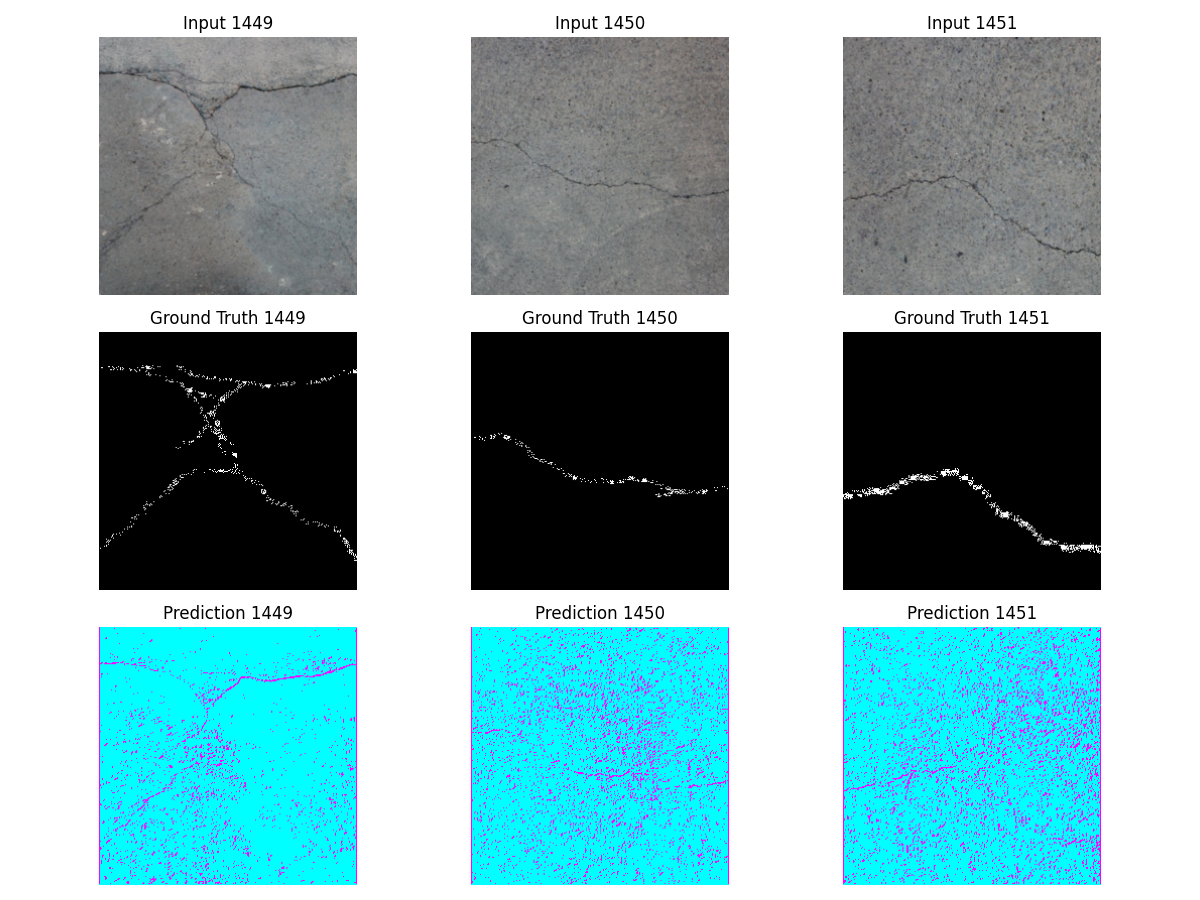 Input 1449
Input 1450
Input 1451
Ground Truth 1449
Ground Truth 1450
Ground Truth 1451
Prediction 1449
Prediction 1450
Prediction 1451